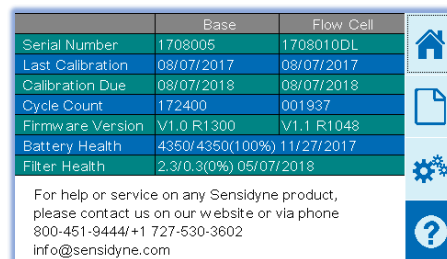 Base Flow Cell
Serial Number 1708005 1708010DL
Last Calibration 08/07/2017 08/07/2017
Calibration Due 08/07/2018 08/07/2018
Cycle Count 172400 001937
Firmware Version V1.0 R1300 V1.1 R1048
Battery Health 4350/4350(100%) 11/27/2017
Filter Health 2.3/0.3(0%) 05/07/2018
For help or service on any Sensidyne product,
please contact us on our website or via phone
800-451-9444/+1 727-530-3602
info@sensidyne.com
?